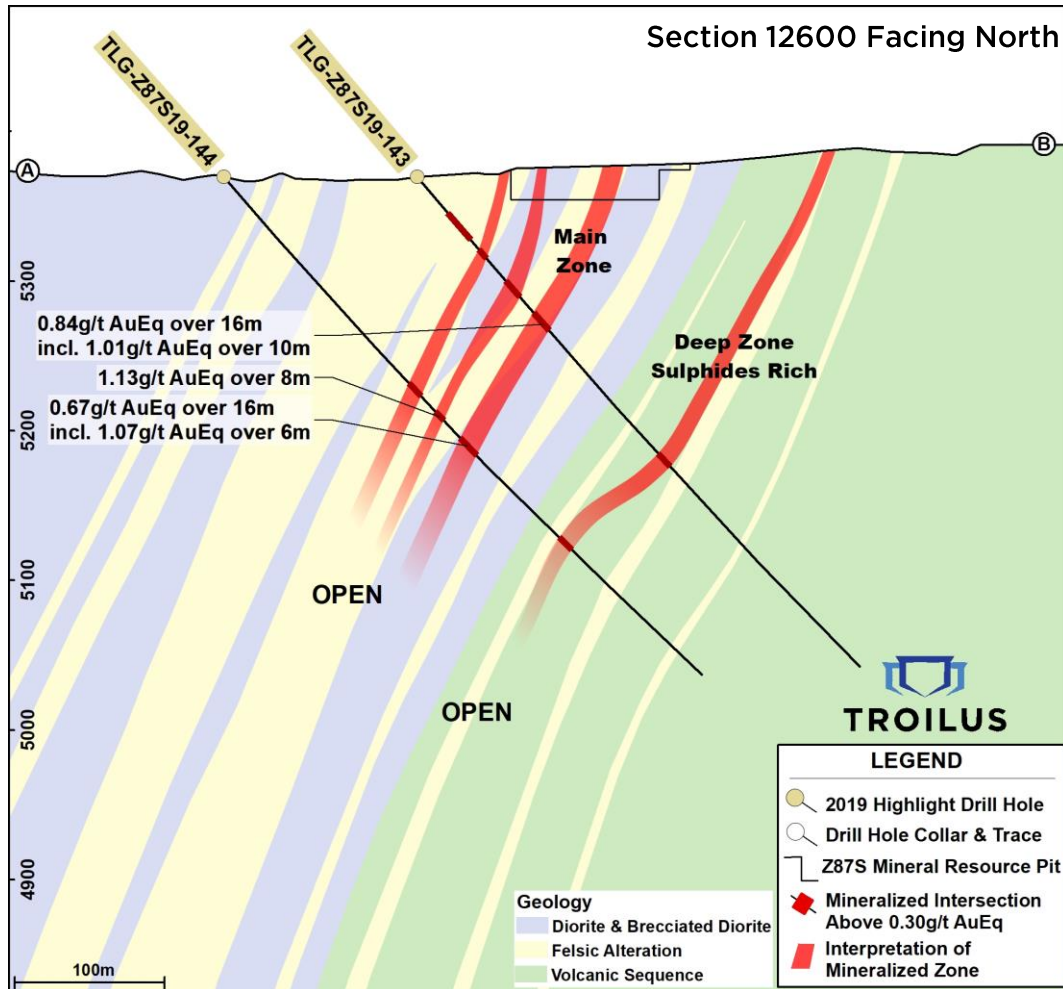 Section 12600 Facing North
TLG-Z87S19-144
TLG-Z87S19-143
A
B
Main
Zone
5300
0.84g/t AuEq over 16m
incl. 1.01g/t AuEq over 10m
Deep Zone
Sulphides Rich
1.13g/t AuEq over 8m
0.67g/t AuEq over 16m
incl. 1.07g/t AuEq over 6m
5200
5100
OPEN
OPEN
5000
TROILUS
4900
100m
LEGEND
2019 Highlight Drill Hole
Drill Hole Collar & Trace
Z87S Mineral Resource Pit
Mineralized Intersection
Above 0.30g/t AuEq
Interpretation of
Mineralized Zone
Geology
Diorite & Brecciated Diorite
Felsic Alteration
Volcanic Sequence